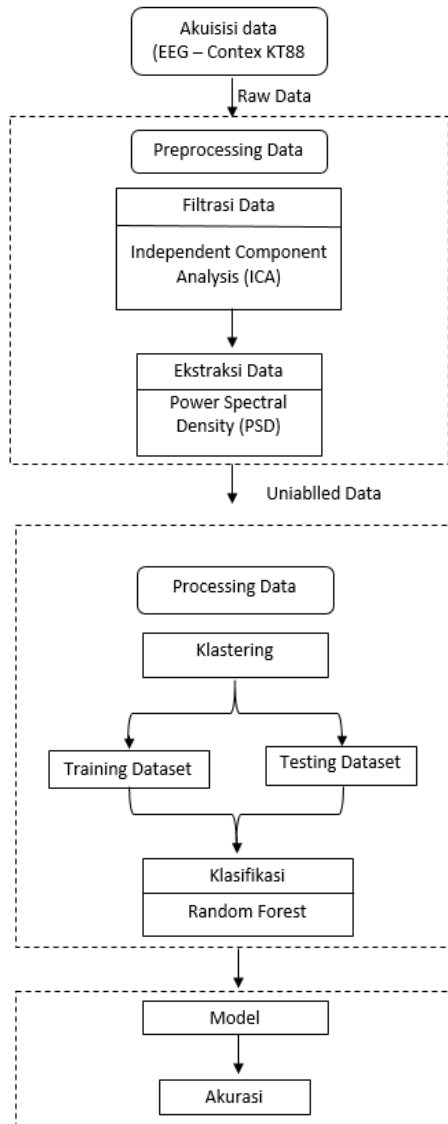 Akuisisi data
(EEG – Contex KT88
Raw Data
Preprocessing Data
Filtrasi Data
Independent Component
Analysis (ICA)
Ekstraksi Data
Power Spectral
Density (PSD)
Uniablled Data
Processing Data
Klastering
Training Dataset
Testing Dataset
Klasifikasi
Random Forest
Model
Akurasi